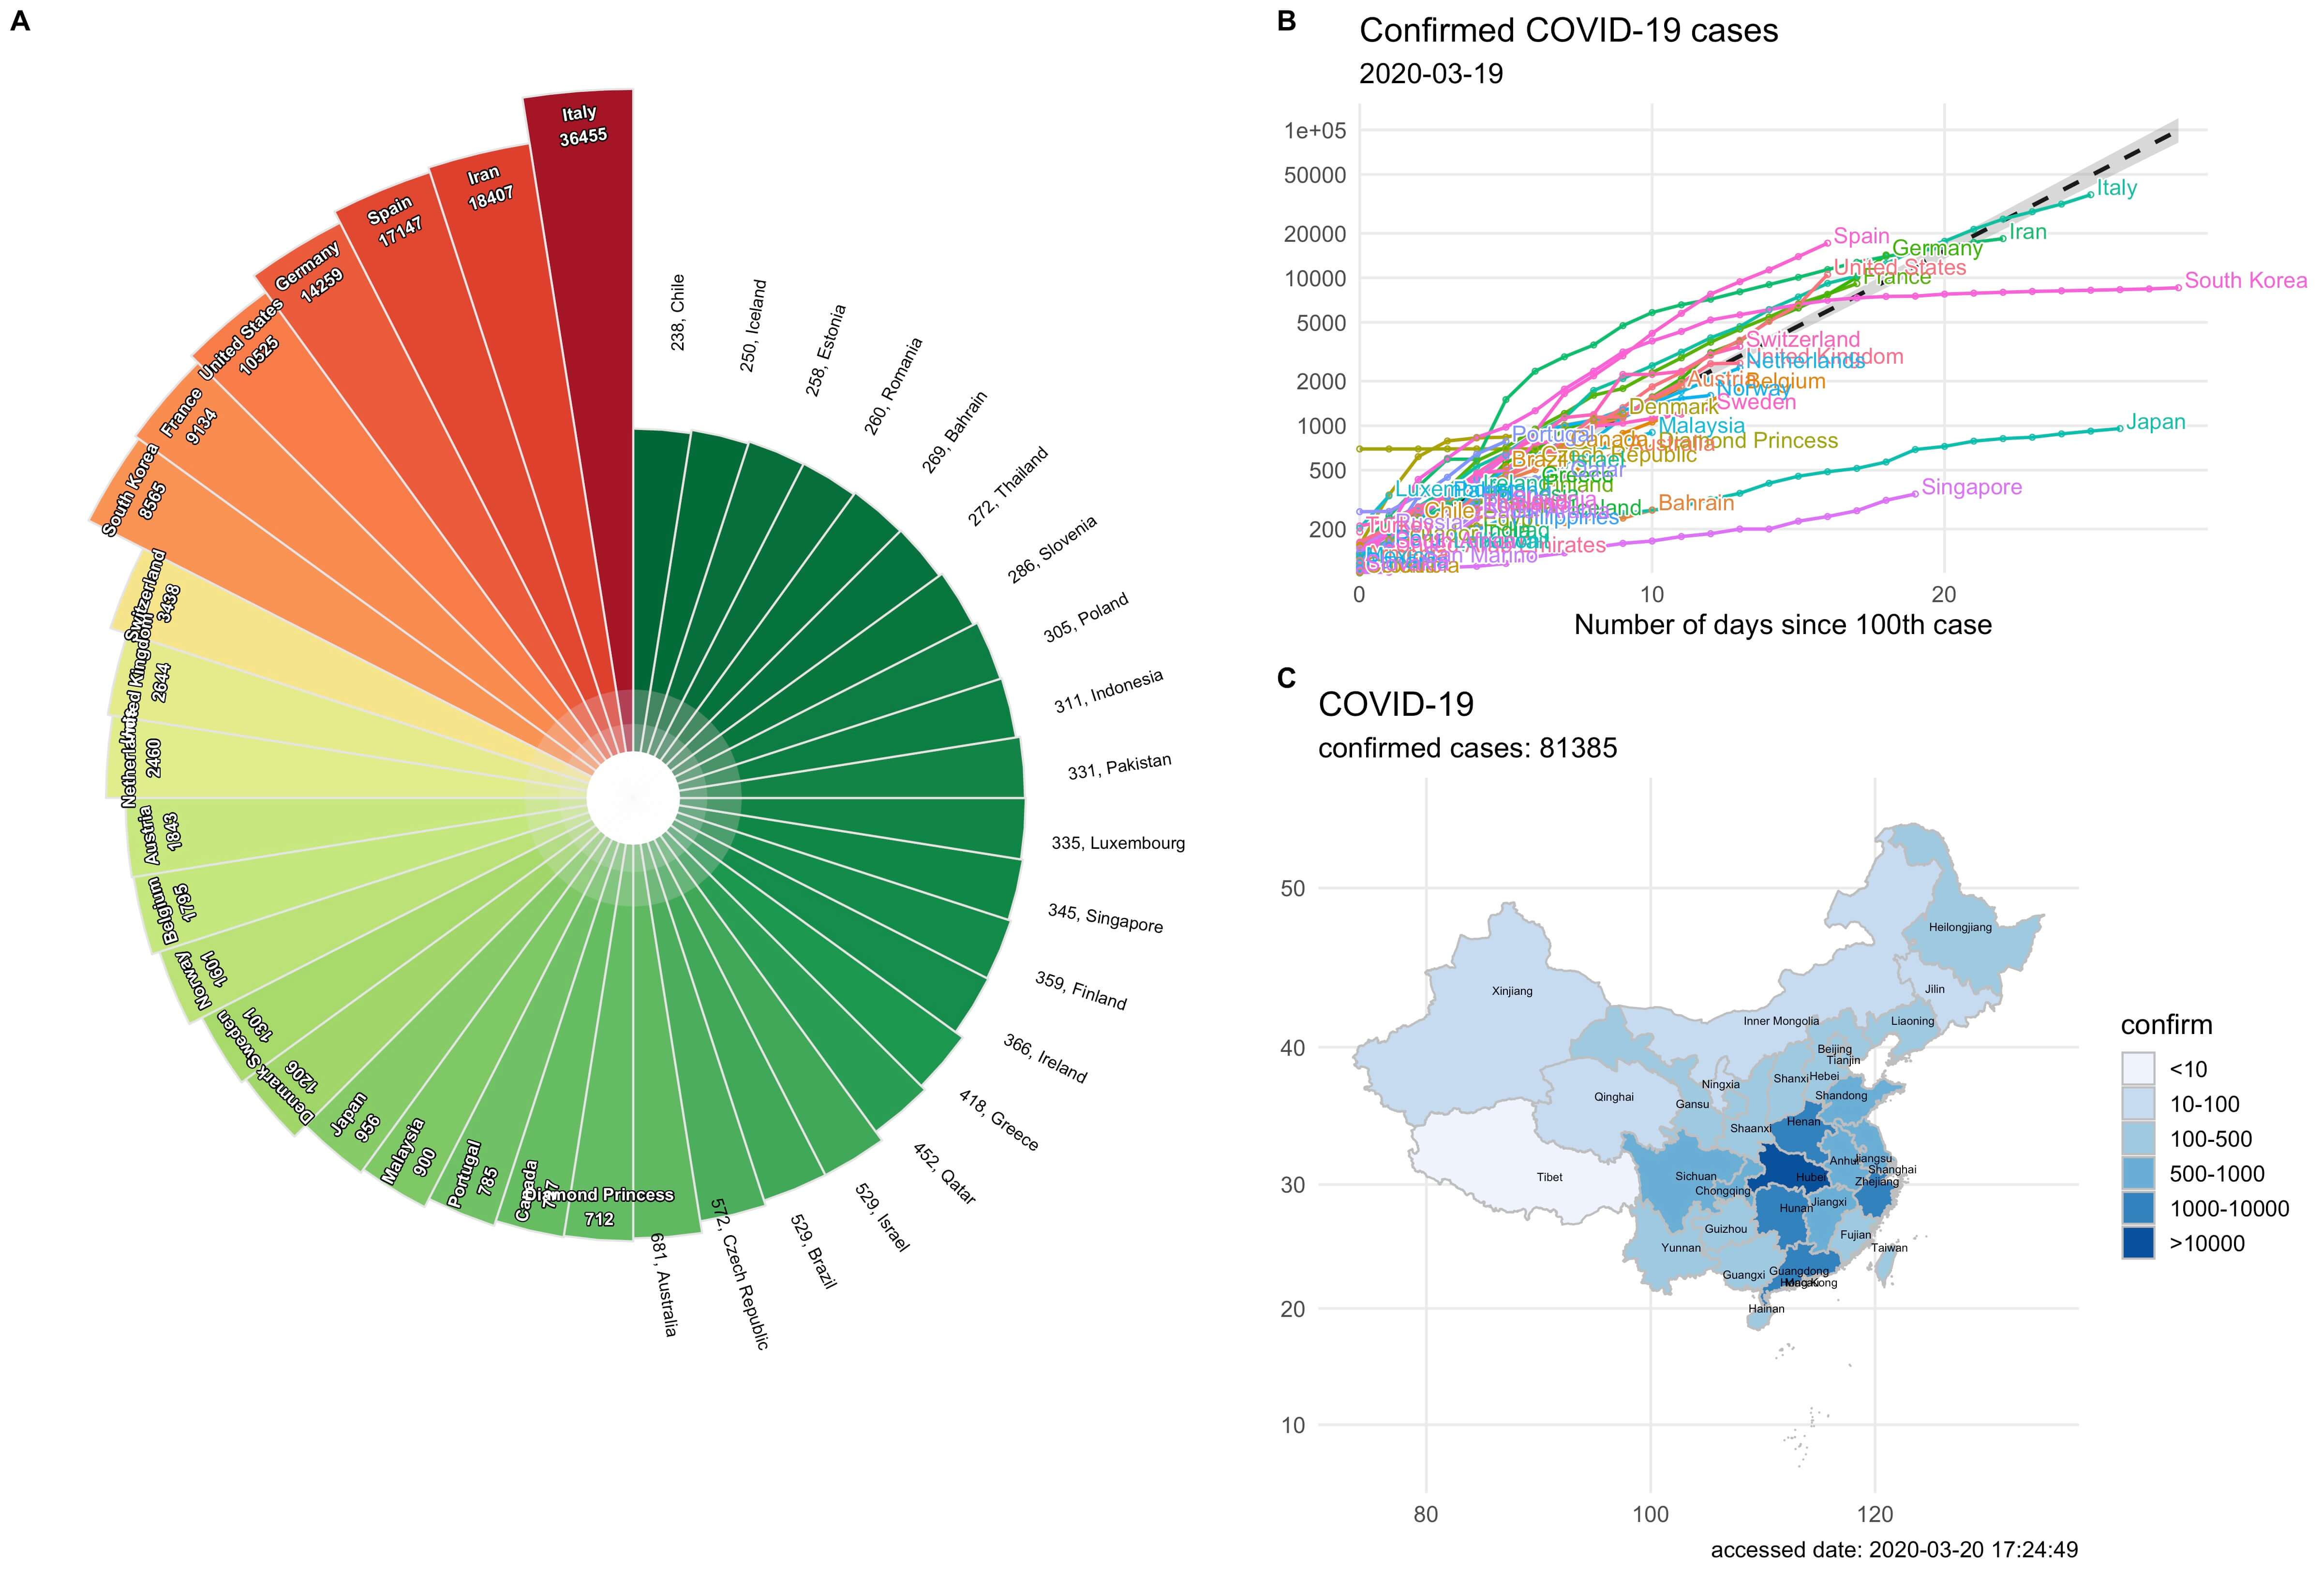 A
Italy
36455
Iran
18407
Spain
17147
Germany
14259
United States
10525
France
9134
South Korea
8565
Switzerland
3438
United Kingdom
2644
Netherlands
2460
Austria
1843
Belgium
1795
Norway
1601
Sweden
1301
Denmark
1206
Japan
956
Malaysia
900
Portugal
785
Canada
Diamond Princess
712
681, Australia
572, Czech Republic
529, Brazil
529, Israel
452, Qatar
418, Greece
366, Ireland
359, Finland
345, Singapore
335, Luxembourg
331, Pakistan
311, Indonesia
305, Poland
286, Slovenia
272, Thailand
269, Bahrain
260, Romania
258, Estonia
250, Iceland
238, Chile
B
Confirmed COVID-19 cases
2020-03-19
1e+05
50000
20000
10000
5000
2000
1000
500
200
Italy
Spain
Iran
Germany
United States
France
South Korea
Switzerland
United Kingdom
Netherlands
Austria
Belgium
Norway
Sweden
Denmark
Malaysia
Japan
Portugal
Canada
Diamond Princess
Australia
Czech Republic
Brazil
Israel
Qatar
Greece
Ireland
Finland
Luxembourg
Singapore
Iceland
Bahrain
Chile
Philippines
Russia
Egypt
Turkey
Ecuador
India
Iraq
San Marino
Mexico
0
10
20
Number of days since 100th case
C
COVID-19
confirmed cases: 81385
50
40
30
20
10
Heilongjiang
Xinjiang
Jilin
Inner Mongolia
Liaoning
Beijing
Tianjin
Shanxi
Hebei
Ningxia
Qinghai
Gansu
Shandong
Henan
Shaanxi
Anhui
Jiangsu
Shanghai
Tibet
Sichuan
Hubei
Zhejiang
Chongqing
Jiangxi
Hunan
Guizhou
Fujian
Yunnan
Taiwan
Guangxi
Guangdong
Hong Kong
Macau
Hainan
80
100
120
confirm
<10
10-100
100-500
500-1000
1000-10000
>10000
accessed date: 2020-03-20 17:24:49